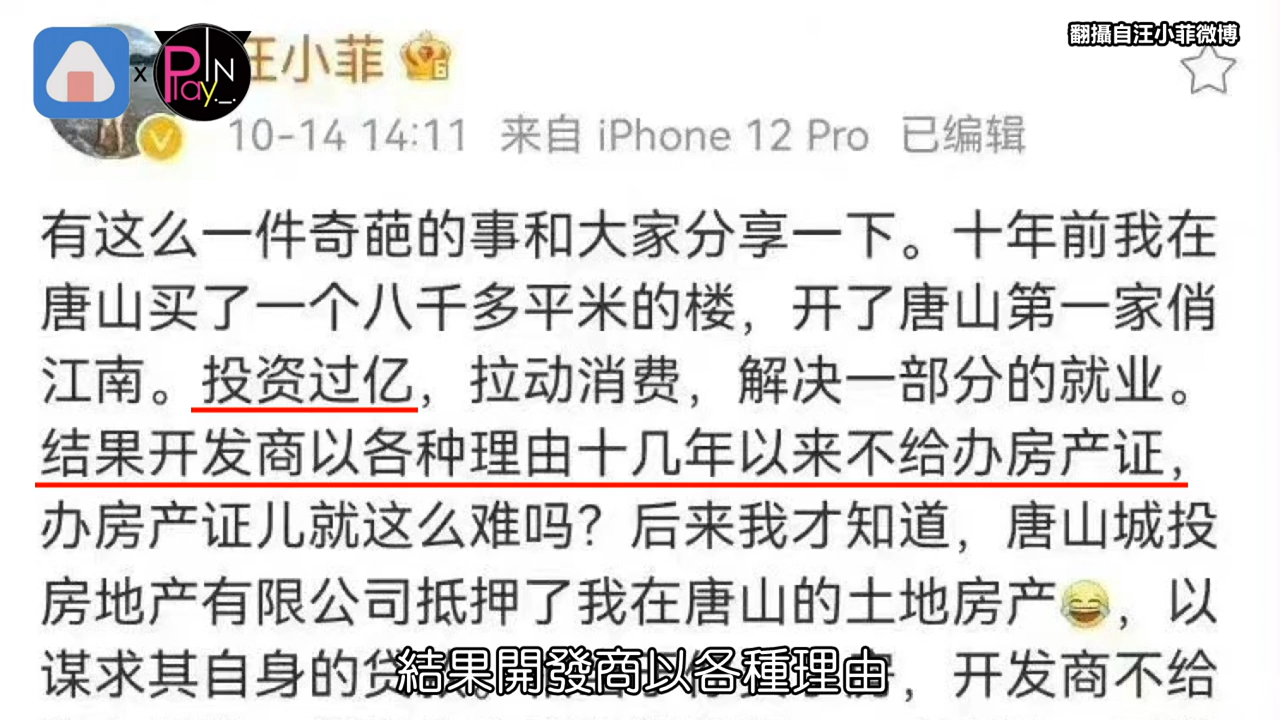 翻攝自汪小菲微博
x PlayIN
汪小菲
10-14 14:11 来自 iPhone 12 Pro 已编辑
有这么一件奇葩的事和大家分享一下。十年前我在
唐山买了一个八千多平米的楼，开了唐山第一家俏
江南。投资过亿，拉动消费，解决一部分的就业。
结果开发商以各种理由十几年以来不给办房产证，
办房产证儿就这么难吗？后来我才知道，唐山城投
房地产有限公司抵押了我在唐山的土地房产😂，以
谋求其自身的贷
，开发商不给
結果開發商以各種理由